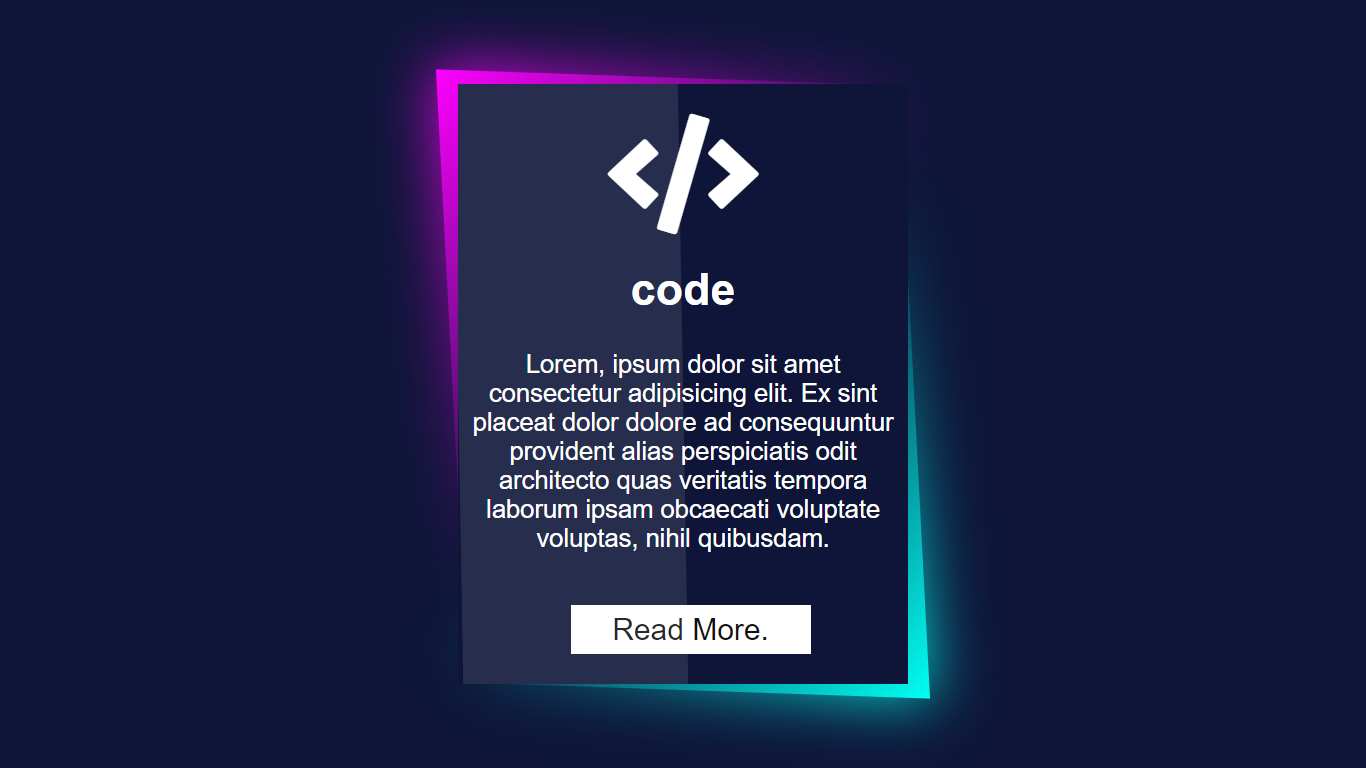 </>
code
Lorem, ipsum dolor sit amet
consectetur adipisicing elit. Ex sint
placeat dolor dolore ad consequuntur
provident alias perspiciatis odit
architecto quas veritatis tempora
laborum ipsam obcaecati voluptate
voluptas, nihil quibusdam.
Read More.